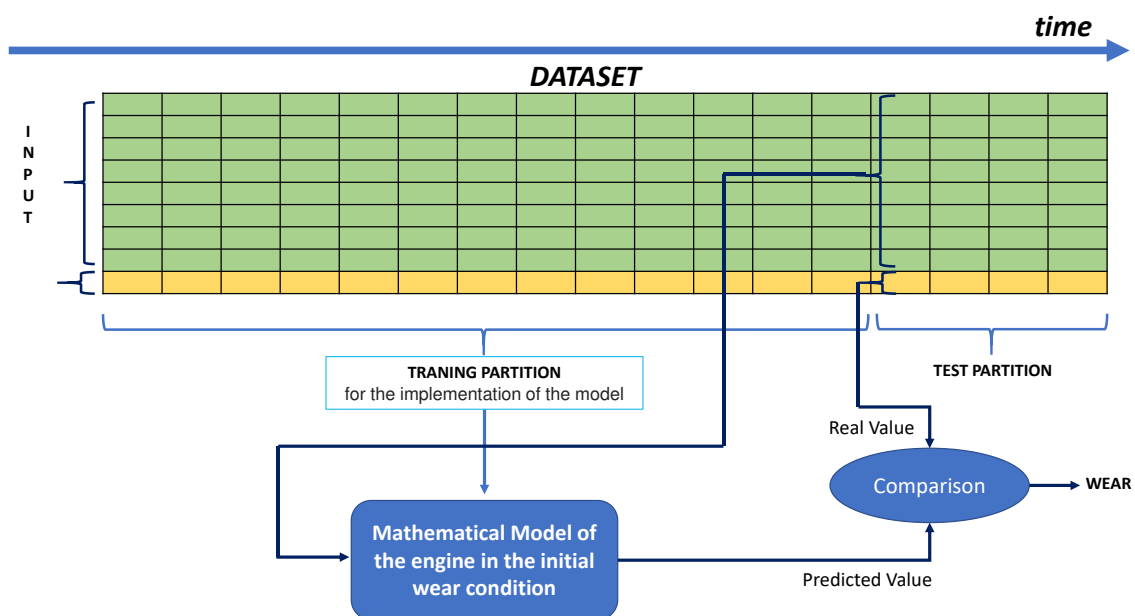 time
DATASET
INPUT
TRANING PARTITION
for the implementation of the model
TEST PARTITION
Real Value
Comparison
WEAR
Mathematical Model of
the engine in the initial
wear condition
Predicted Value